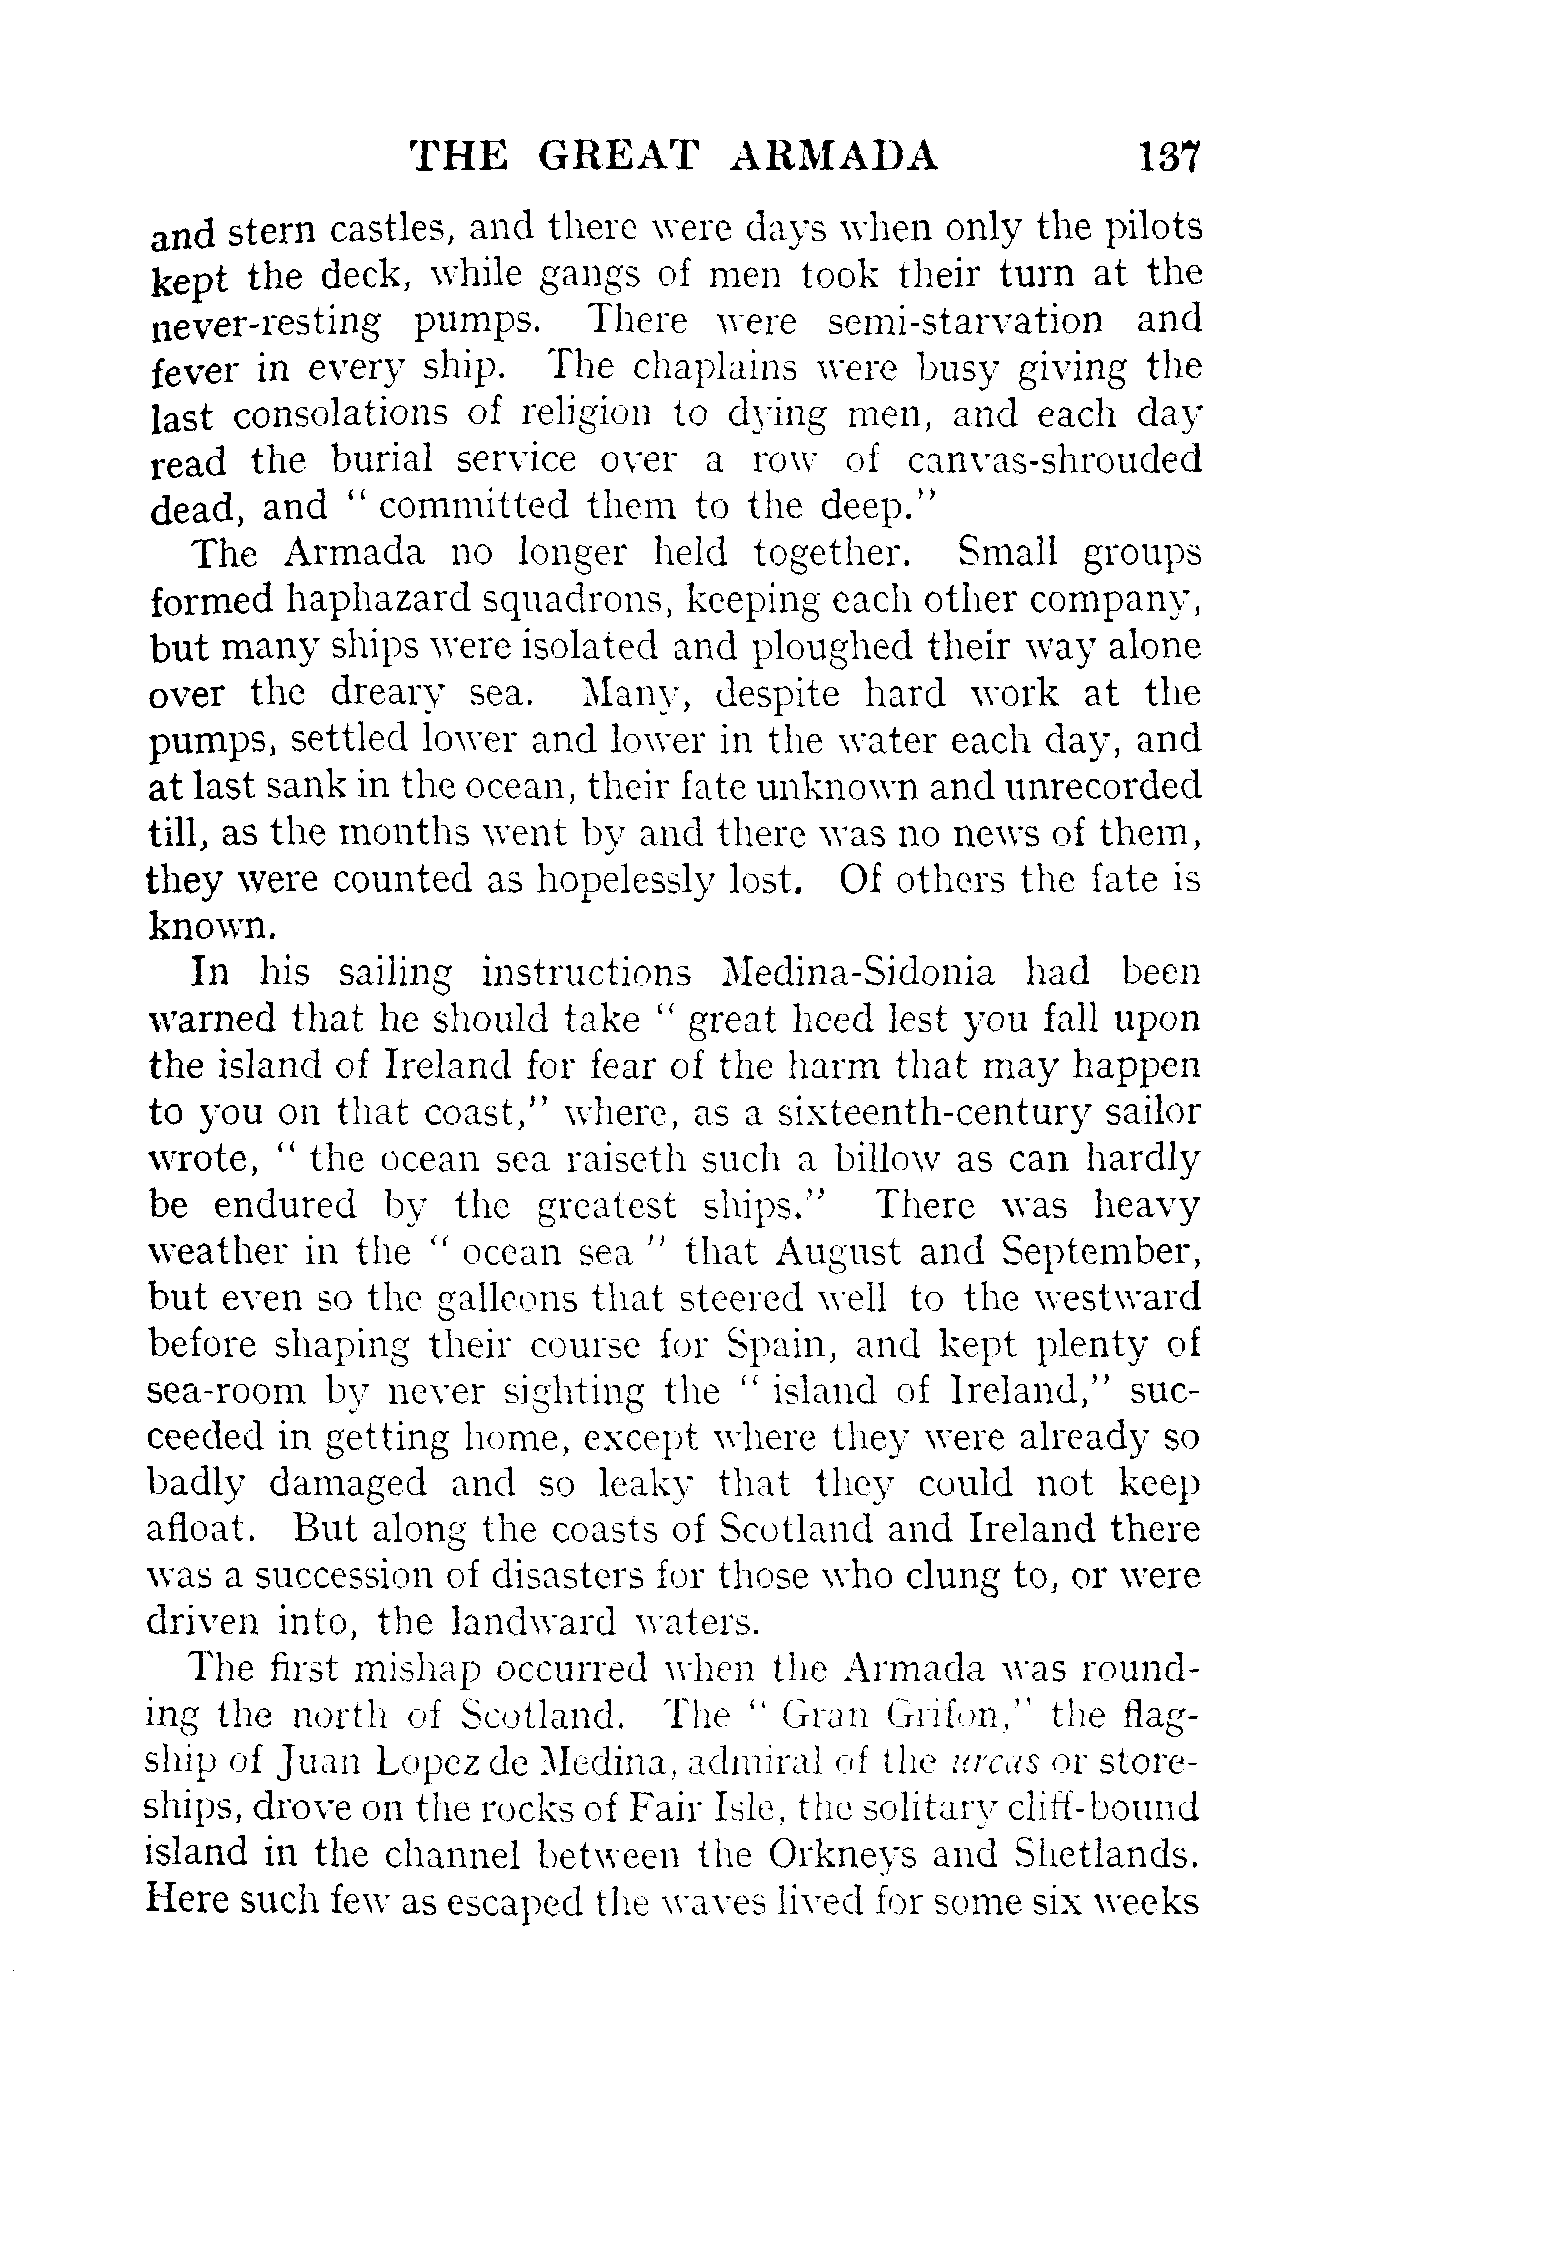 THE GREAT ARMADA 137
and stern castles, and there were days when only the pilots
kept the deck, while gangs of men took their turn at the
never-resting pumps. There were semi-starvation and
fever in every ship. The chaplains were busy giving the
last consolations of religion to dying men, and each day
read the burial service over a row of canvas-shrouded
dead, and " committed them to the deep."
The Armada no longer held together. Small groups
formed haphazard squadrons, keeping each other company,
but many ships were isolated and ploughed their way alone
over the dreary sea. Many, despite hard work at the
pumps, settled lower and lower in the water each day, and
at last sank in the ocean, their fate unknown and unrecorded
till, as the months went by and there was no news of them,
they were counted as hopelessly lost. Of others the fate is
known.
In his sailing instructions Medina-Sidonia had been
warned that he should take " great heed lest you fall upon
the island of Ireland for fear of the harm that may happen
to you on that coast," where, as a sixteenth-century sailor
wrote, " the ocean sea raiseth such a billow as can hardly
be endured by the greatest ships." There was heavy
weather in the " ocean sea " that August and September,
but even so the galleons that steered well to the westward
before shaping their course for Spain, and kept plenty of
sea-room by never sighting the " island of Ireland," suc-
ceeded in getting home, except where they were already so
badly damaged and so leaky that they could not keep
afloat. But along the coasts of Scotland and Ireland there
was a succession of disasters for those who clung to, or were
driven into, the landward waters.
The first mishap occurred when the Armada was round-
ing the north of Scotland. The " Gran Grifon," the flag-
ship of Juan Lopez de Medina, admiral of the urcas or store-
ships, drove on the rocks of Fair Isle, the solitary cliff-bound
island in the channel between the Orkneys and Shetlands.
Here such few as escaped the waves lived for some six weeks